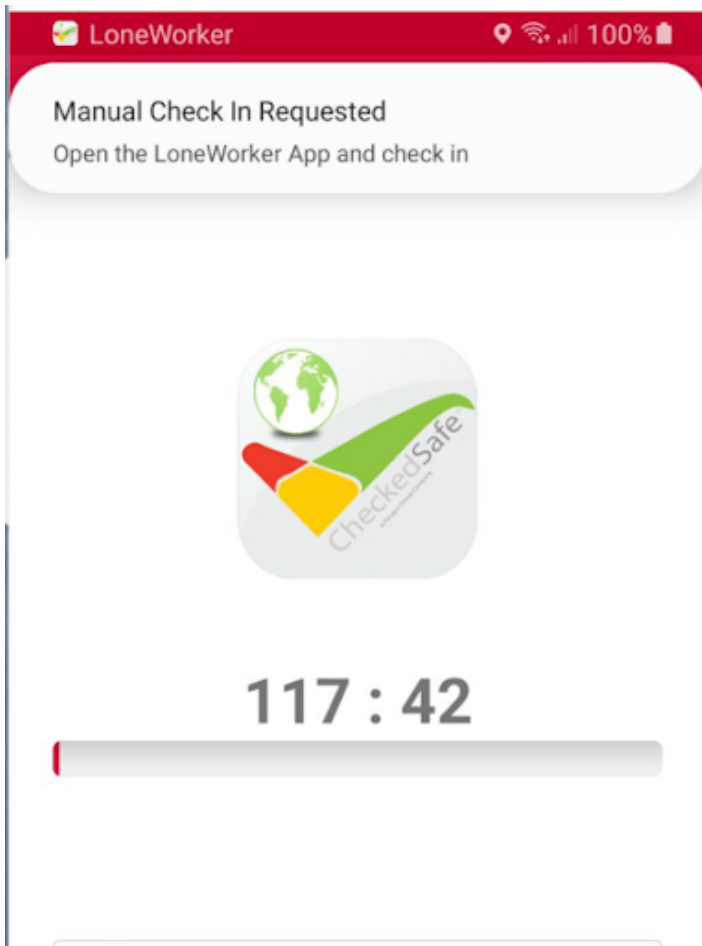 LoneWorker 100%
Manual Check In Requested
Open the LoneWorker App and check in
CheckedSafe
117 : 42